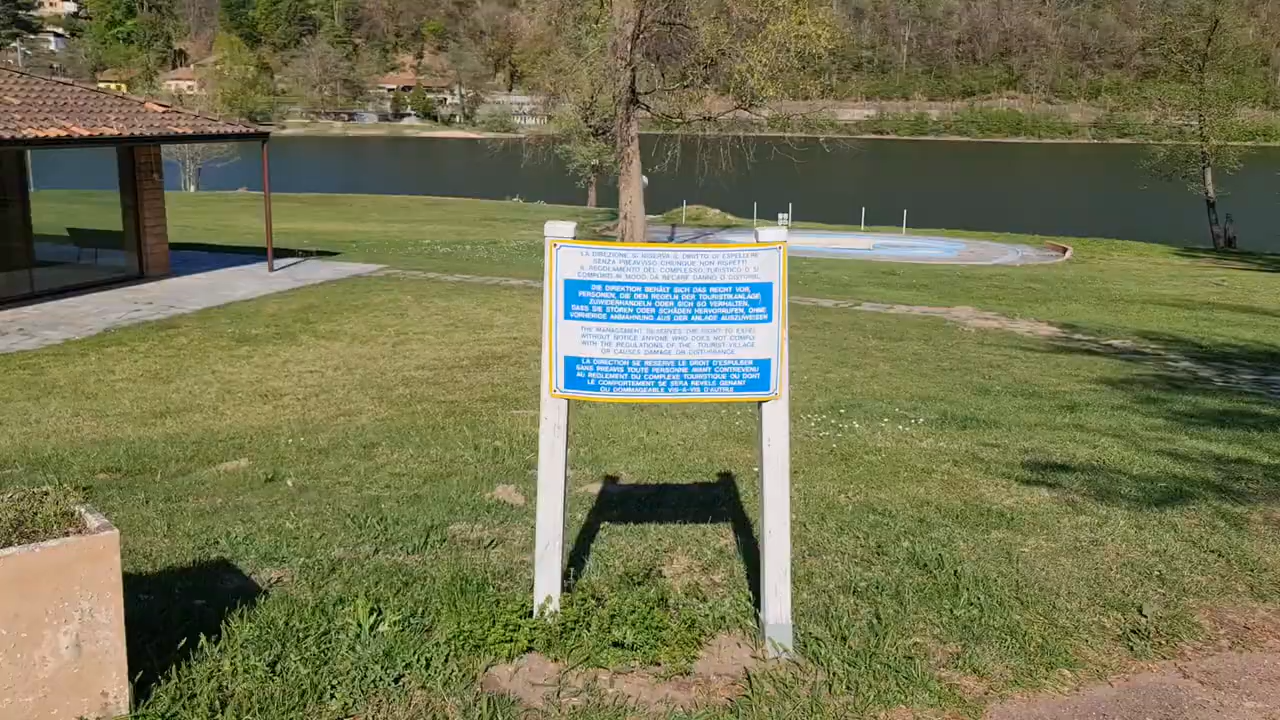 LA DIREZIONE SI RISERVA IL DIRITTO DI ESPELLERE
SENZA PREAVVISO CHIUNQUE NON RISPETTI
IL REGOLAMENTO DEL COMPLESSO TURISTICO O SI
COMPORTI IN MODO DA RECARE DANNO O DISTURBO.
DIE DIREKTION BEHÄLT SICH DAS RECHT VOR,
PERSONEN, DIE DEN REGELN DER TOURISTIKANLAGE
ZUWIDERHANDELN ODER SICH SO VERHALTEN,
DASS SIE STÖREN ODER SCHÄDEN HERVORRUFEN, OHNE
VORHERIGE ANMAHNUNG AUS DER ANLAGE AUSZUWEISEN
THE MANAGEMENT RESERVES THE RIGHT TO EXPEL
WITHOUT NOTICE ANYONE WHO DOES NOT COMPLY
WITH THE REGULATIONS OF THE TOURIST VILLAGE
OR CAUSES DAMAGE OR DISTURBANCE.
LA DIRECTION SE RESERVE LE DROIT D'ESPULSER
SANS PREAVIS TOUTE PERSONNE AYANT CONTREVENU
AU REGLEMENT DU COMPLEXE TOURISTIQUE OU DONT
LE COMPORTEMENT SE SERA REVELE GENANT
OU DOMMAGEABLE VIS-A-VIS D'AUTRUI